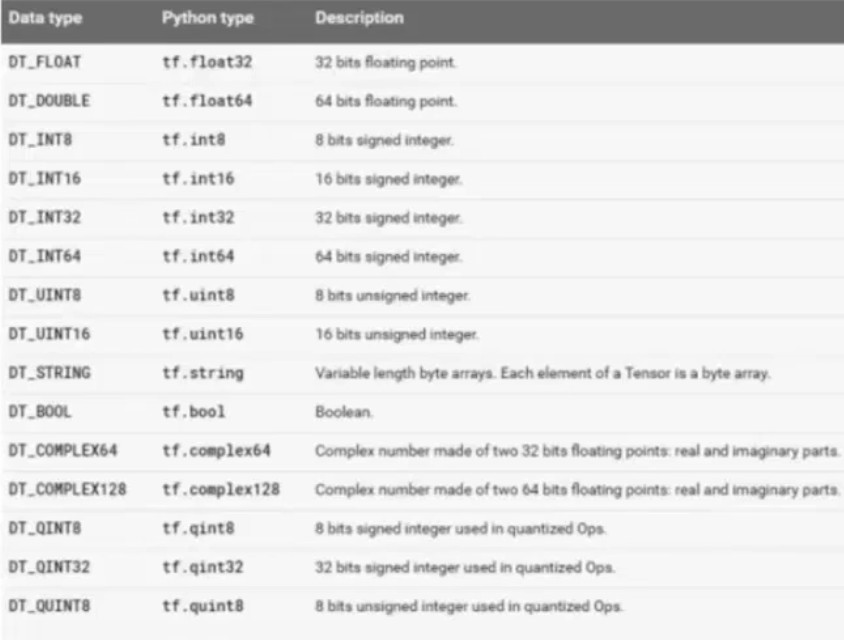 Data type Python type Description
DT_FLOAT tf.float32 32 bits floating point.
DT_DOUBLE tf.float64 64 bits floating point.
DT_INT8 tf.int8 8 bits signed integer.
DT_INT16 tf.int16 16 bits signed integer.
DT_INT32 tf.int32 32 bits signed integer.
DT_INT64 tf.int64 64 bits signed integer.
DT_UINT8 tf.uint8 8 bits unsigned integer.
DT_UINT16 tf.uint16 16 bits unsigned integer.
DT_STRING tf.string Variable length byte arrays. Each element of a Tensor is a byte array.
DT_BOOL tf.bool Boolean.
DT_COMPLEX64 tf.complex64 Complex number made of two 32 bits floating points: real and imaginary parts.
DT_COMPLEX128 tf.complex128 Complex number made of two 64 bits floating points: real and imaginary parts.
DT_QINT8 tf.qint8 8 bits signed integer used in quantized Ops.
DT_QINT32 tf.qint32 32 bits signed integer used in quantized Ops.
DT_QUINT8 tf.quint8 8 bits unsigned integer used in quantized Ops.